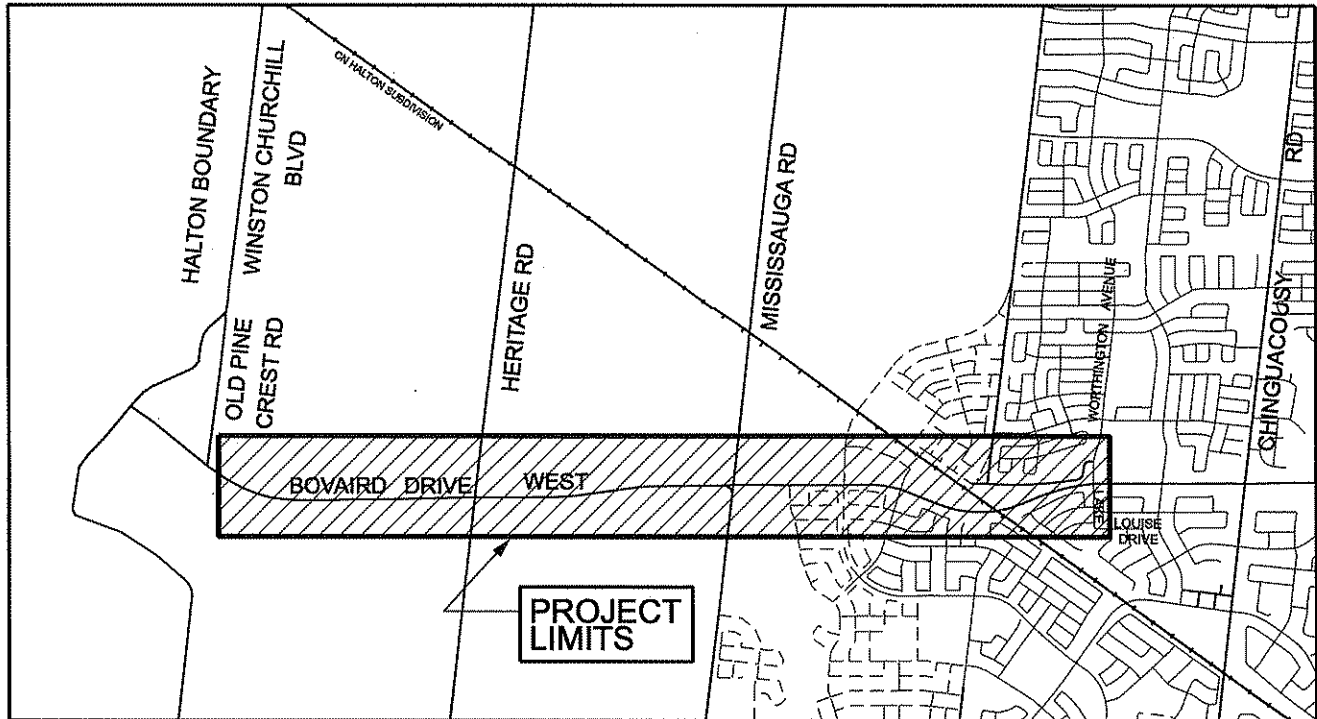 CN HALTON SUBDIVISION
HALTON BOUNDARY
WINSTON CHURCHILL
BLVD
OLD PINE
CREST RD
HERITAGE RD
MISSISSAUGA RD
WORTHINGTON AVENUE
CHINGUACOUSY RD
BOVAIRD DRIVE WEST
LAKE
LOUISE
DRIVE
PROJECT
LIMITS